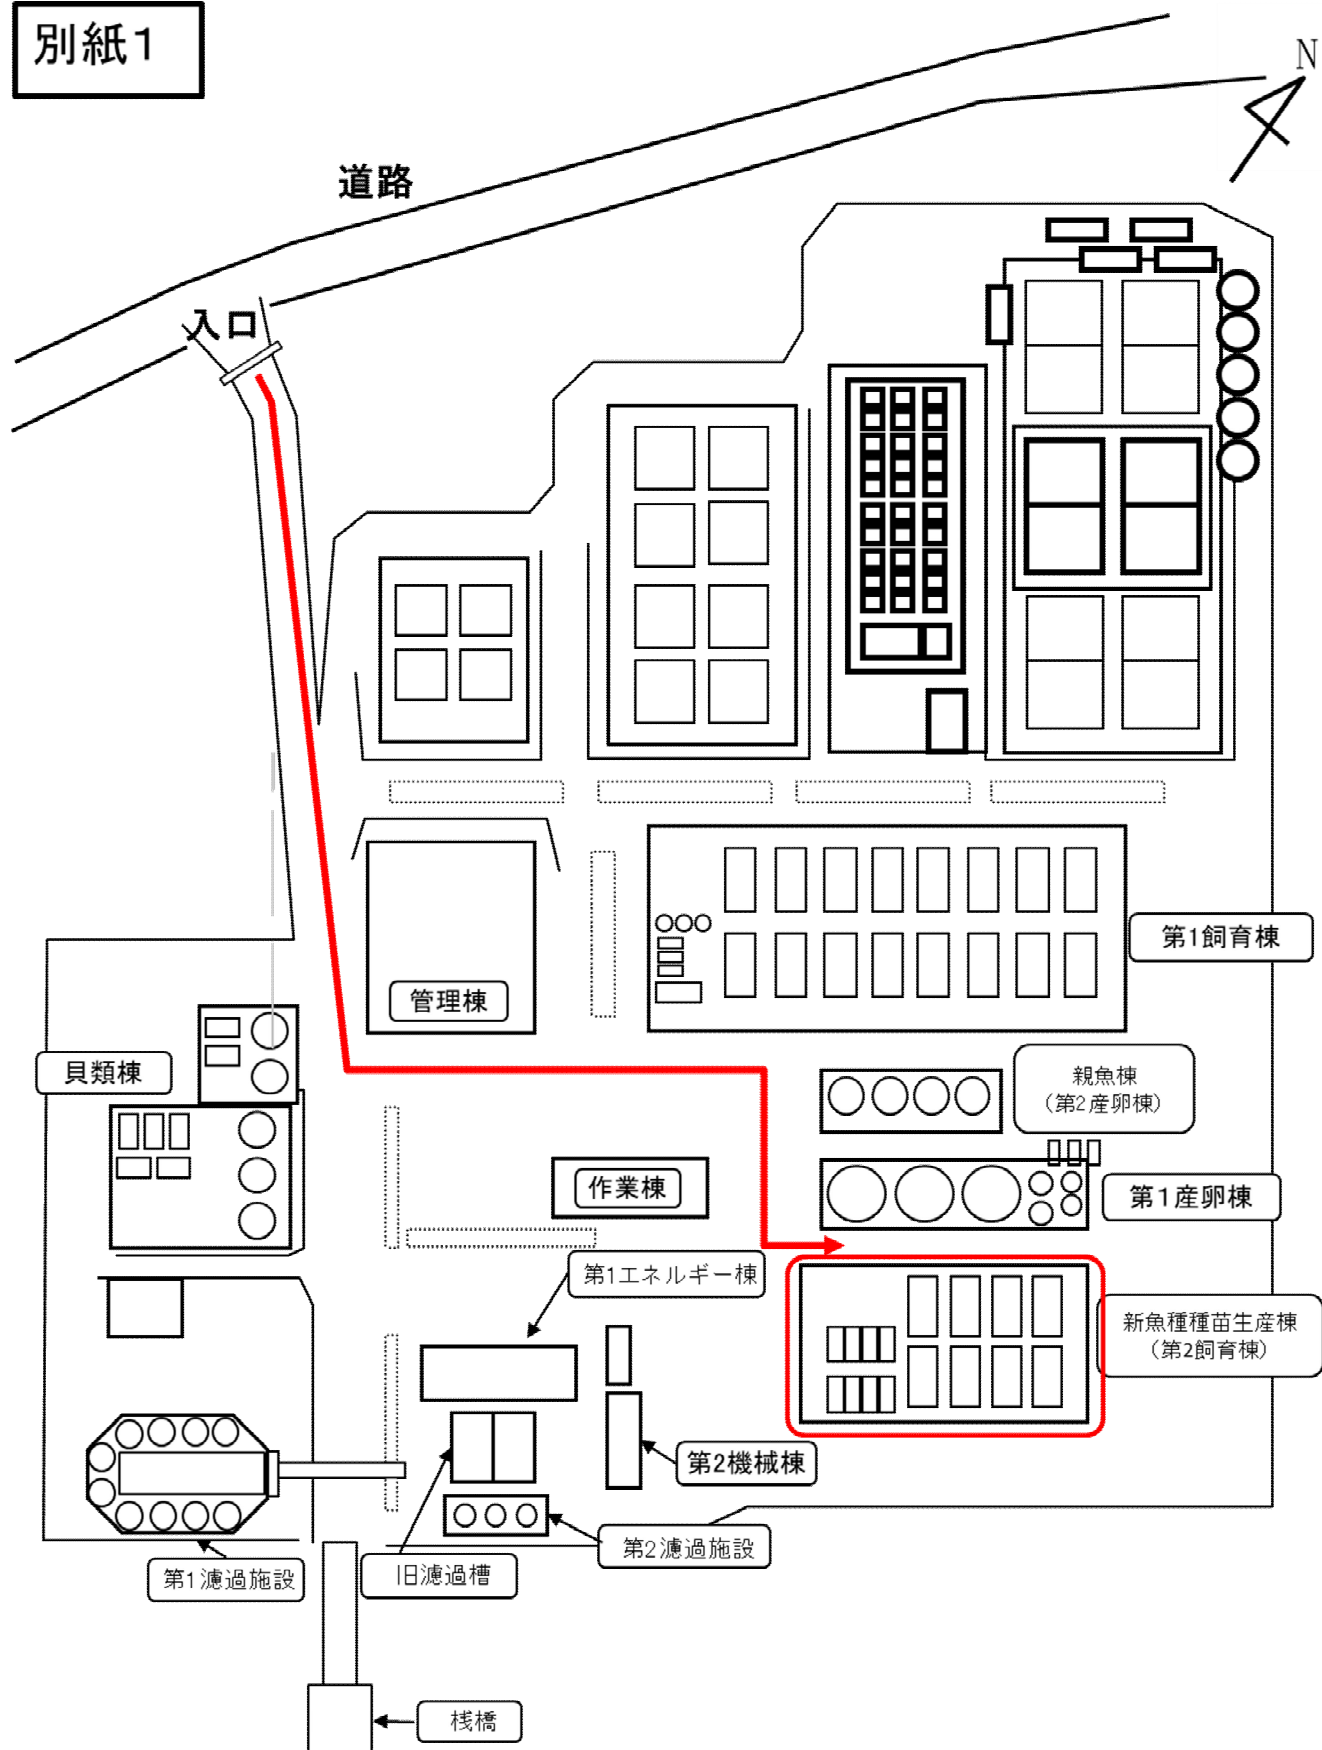 別紙1
N
道路
入口
第1飼育棟
管理棟
貝類棟
親魚棟
（第2産卵棟）
作業棟
第1産卵棟
第1エネルギー棟
新魚種種苗生産棟
（第2飼育棟）
第2機械棟
第2濾過施設
第1濾過施設
旧濾過槽
桟橋